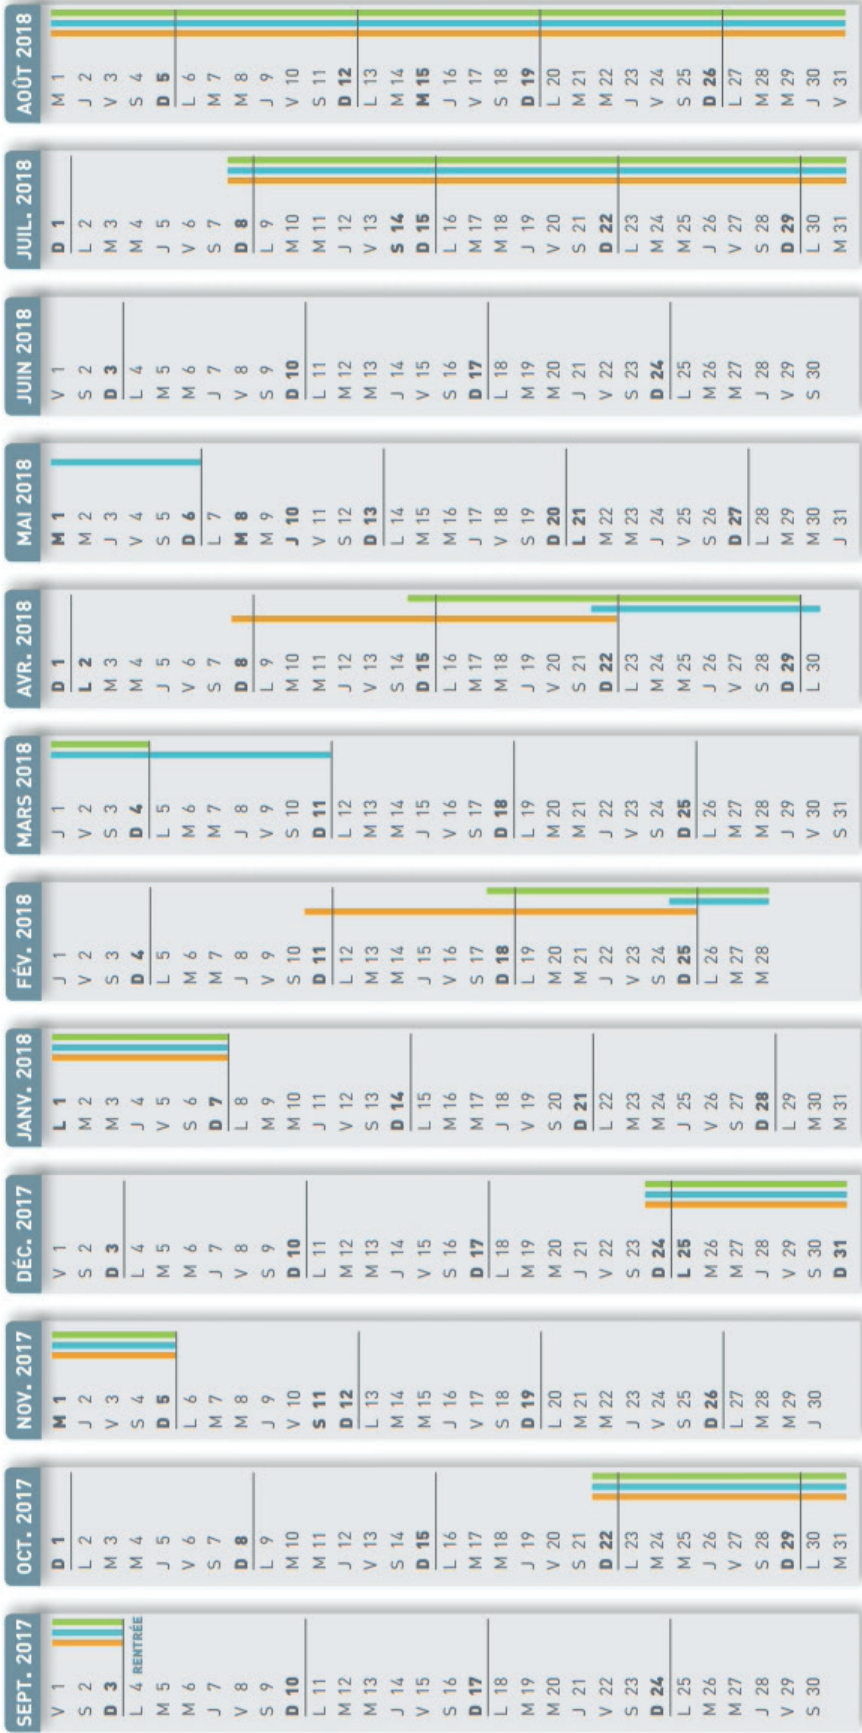 SEPT. 2017
V 1
S 2
D 3
L 4 RENTRÉE
M 5
M 6
J 7
V 8
S 9
D 10
L 11
M 12
M 13
J 14
V 15
S 16
D 17
L 18
M 19
M 20
J 21
V 22
S 23
D 24
L 25
M 26
M 27
J 28
V 29
S 30
OCT. 2017
D 1
L 2
M 3
M 4
J 5
V 6
S 7
D 8
L 9
M 10
M 11
J 12
V 13
S 14
D 15
L 16
M 17
M 18
J 19
V 20
S 21
D 22
L 23
M 24
M 25
J 26
V 27
S 28
D 29
L 30
M 31
NOV. 2017
M 1
J 2
V 3
S 4
D 5
L 6
M 7
M 8
J 9
V 10
S 11
D 12
L 13
M 14
M 15
J 16
V 17
S 18
D 19
L 20
M 21
M 22
J 23
V 24
S 25
D 26
L 27
M 28
M 29
J 30
DÉC. 2017
V 1
S 2
D 3
L 4
M 5
M 6
J 7
V 8
S 9
D 10
L 11
M 12
M 13
J 14
V 15
S 16
D 17
L 18
M 19
M 20
J 21
V 22
S 23
D 24
L 25
M 26
M 27
J 28
V 29
S 30
D 31
JANV. 2018
L 1
M 2
M 3
J 4
V 5
S 6
D 7
L 8
M 9
M 10
J 11
V 12
S 13
D 14
L 15
M 16
M 17
J 18
V 19
S 20
D 21
L 22
M 23
M 24
J 25
V 26
S 27
D 28
L 29
M 30
M 31
FÉV. 2018
J 1
V 2
S 3
D 4
L 5
M 6
M 7
J 8
V 9
S 10
D 11
L 12
M 13
M 14
J 15
V 16
S 17
D 18
L 19
M 20
M 21
J 22
V 23
S 24
D 25
L 26
M 27
M 28
MARS 2018
J 1
V 2
S 3
D 4
L 5
M 6
M 7
J 8
V 9
S 10
D 11
L 12
M 13
M 14
J 15
V 16
S 17
D 18
L 19
M 20
M 21
J 22
V 23
S 24
D 25
L 26
M 27
M 28
J 29
V 30
S 31
AVR. 2018
D 1
L 2
M 3
M 4
J 5
V 6
S 7
D 8
L 9
M 10
M 11
J 12
V 13
S 14
D 15
L 16
M 17
M 18
J 19
V 20
S 21
D 22
L 23
M 24
M 25
J 26
V 27
S 28
D 29
L 30
MAI 2018
M 1
M 2
J 3
V 4
S 5
D 6
L 7
M 8
M 9
J 10
V 11
S 12
D 13
L 14
M 15
M 16
J 17
V 18
S 19
D 20
L 21
M 22
M 23
J 24
V 25
S 26
D 27
L 28
M 29
M 30
J 31
JUIN 2018
V 1
S 2
D 3
L 4
M 5
M 6
J 7
V 8
S 9
D 10
L 11
M 12
M 13
J 14
V 15
S 16
D 17
L 18
M 19
M 20
J 21
V 22
S 23
D 24
L 25
M 26
M 27
J 28
V 29
S 30
JUIL. 2018
D 1
L 2
M 3
M 4
J 5
V 6
S 7
D 8
L 9
M 10
M 11
J 12
V 13
S 14
D 15
L 16
M 17
M 18
J 19
V 20
S 21
D 22
L 23
M 24
M 25
J 26
V 27
S 28
D 29
L 30
M 31
AOÛT 2018
M 1
J 2
V 3
S 4
D 5
L 6
M 7
M 8
J 9
V 10
S 11
D 12
L 13
M 14
M 15
J 16
V 17
S 18
D 19
L 20
M 21
M 22
J 23
V 24
S 25
D 26
L 27
M 28
M 29
J 30
V 31